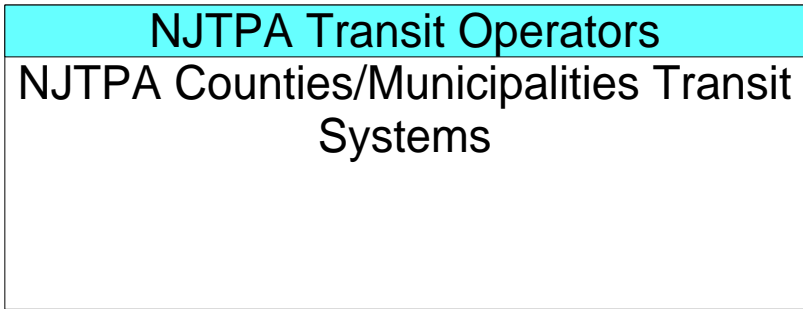 NJTPA Transit Operators
NJTPA Counties/Municipalities Transit
Systems